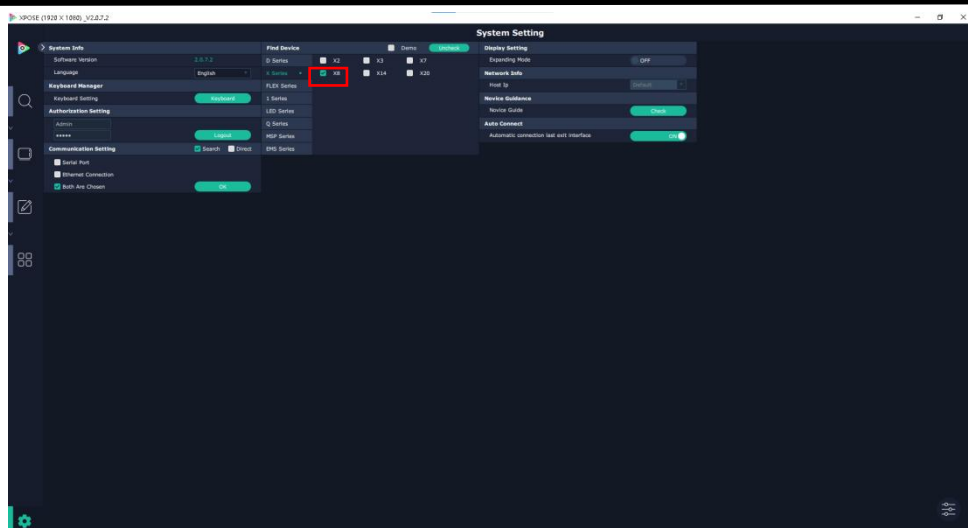 XPOSE (1920 X 1080)_V2.0.7.2
System Setting
System Info
Software Version 2.0.7.2
Language English
Keyboard Manager
Keyboard Setting Keyboard
Authorization Setting
Admin
***** Logout
Communication Setting Search Direct
Serial Port
Ethernet Connection
Both Are Chosen OK
Find Device Demo Uncheck
D Series X2 X3 X7
X Series X8 X14 X20
FLEX Series
LED Series
Q Series
MSP Series
EMS Series
Display Setting
Expanding Mode OFF
Network Info
Host Ip Default
Novice Guidance
Novice Guide Check
Auto Connect
Automatic connection last exit interface ON